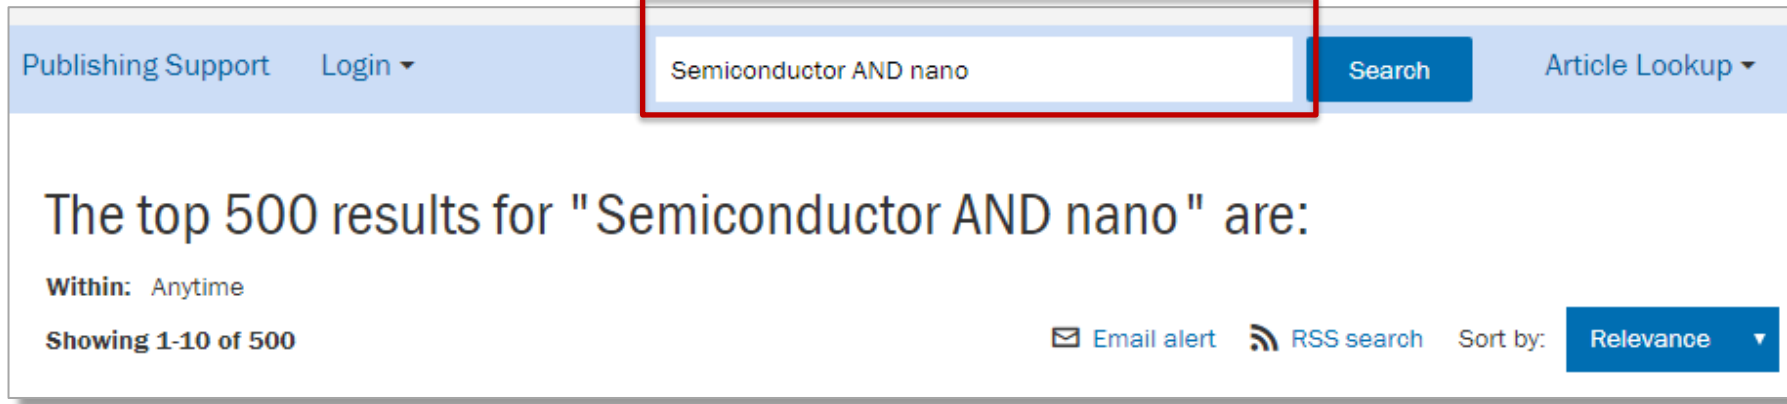 Publishing Support Login Semiconductor AND nano Search Article Lookup
The top 500 results for "Semiconductor AND nano" are:
Within: Anytime
Showing 1-10 of 500 Email alert RSS search Sort by: Relevance